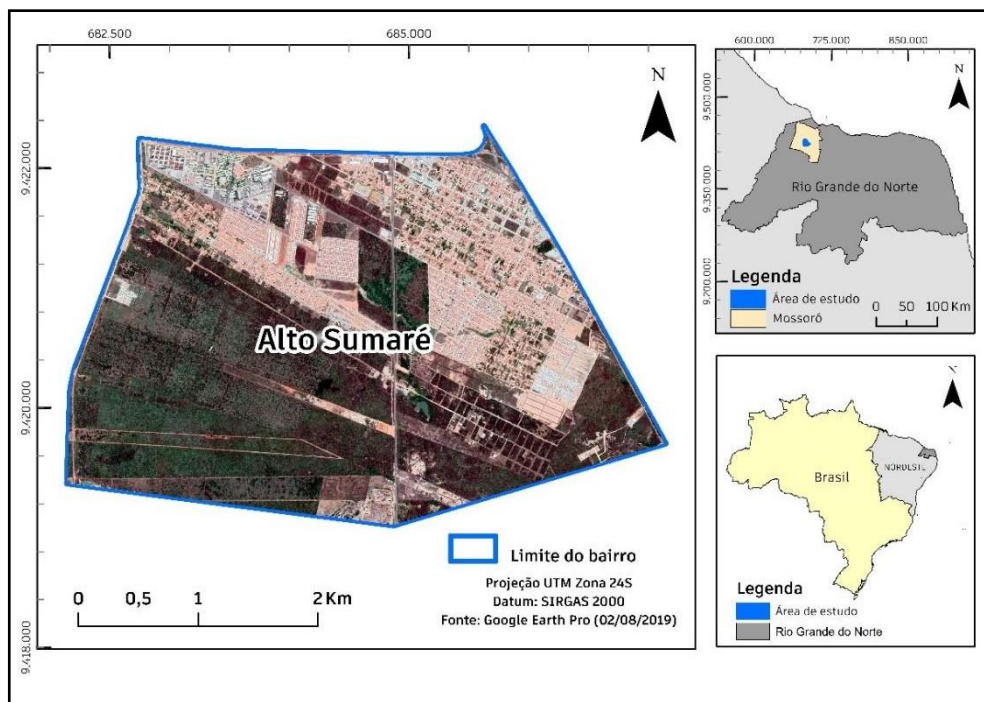 682.500
685.000
N
9.422.000
9.420.000
9.418.000
Alto Sumaré
Limite do bairro
Projeção UTM Zona 24S
Datum: SIRGAS 2000
Fonte: Google Earth Pro (02/08/2019)
0 0,5 1 2 Km
600.000 725.000 850.000
N
9.500.000
9.350.000
9.200.000
Rio Grande do Norte
Legenda
Área de estudo
Mossoró
0 50 100 Km
N
NORDESTE
Brasil
Legenda
Área de estudo
Rio Grande do Norte